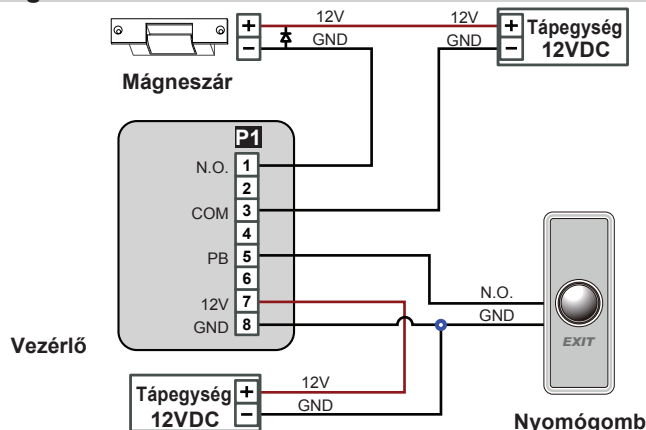 12V 12V
+ + Tápegység
GND GND
- - 12VDC
Mágneszár
P1
N.O. 1
2
COM 3
4
PB 5
6
12V 7
GND 8
N.O.
GND
EXIT
Vezérlő
Tápegység + 12V
12VDC - GND
Nyomógomb